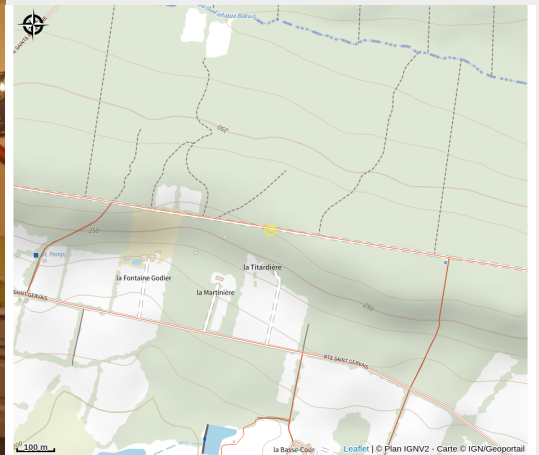 250
la Fontaine Godier
la Titardière
la Martinière
250
SAINT GERVAIS
RTE SAINT GERVAIS
la Basse-Cour
100 m
Leaflet | © Plan IGNV2 - Carte © IGN/Geoportail